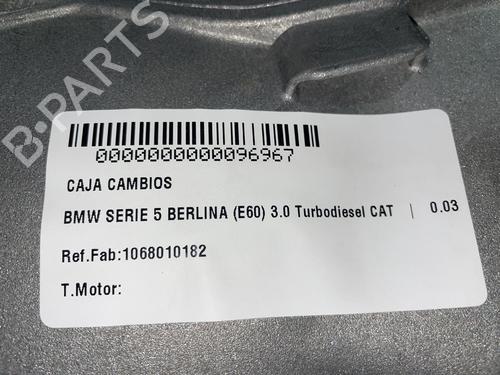 B-PARTS
0000000000096967
CAJA CAMBIOS
BMW SERIE 5 BERLINA (E60) 3.0 Turbodiesel CAT | 0.03
Ref.Fab:1068010182
T.Motor: